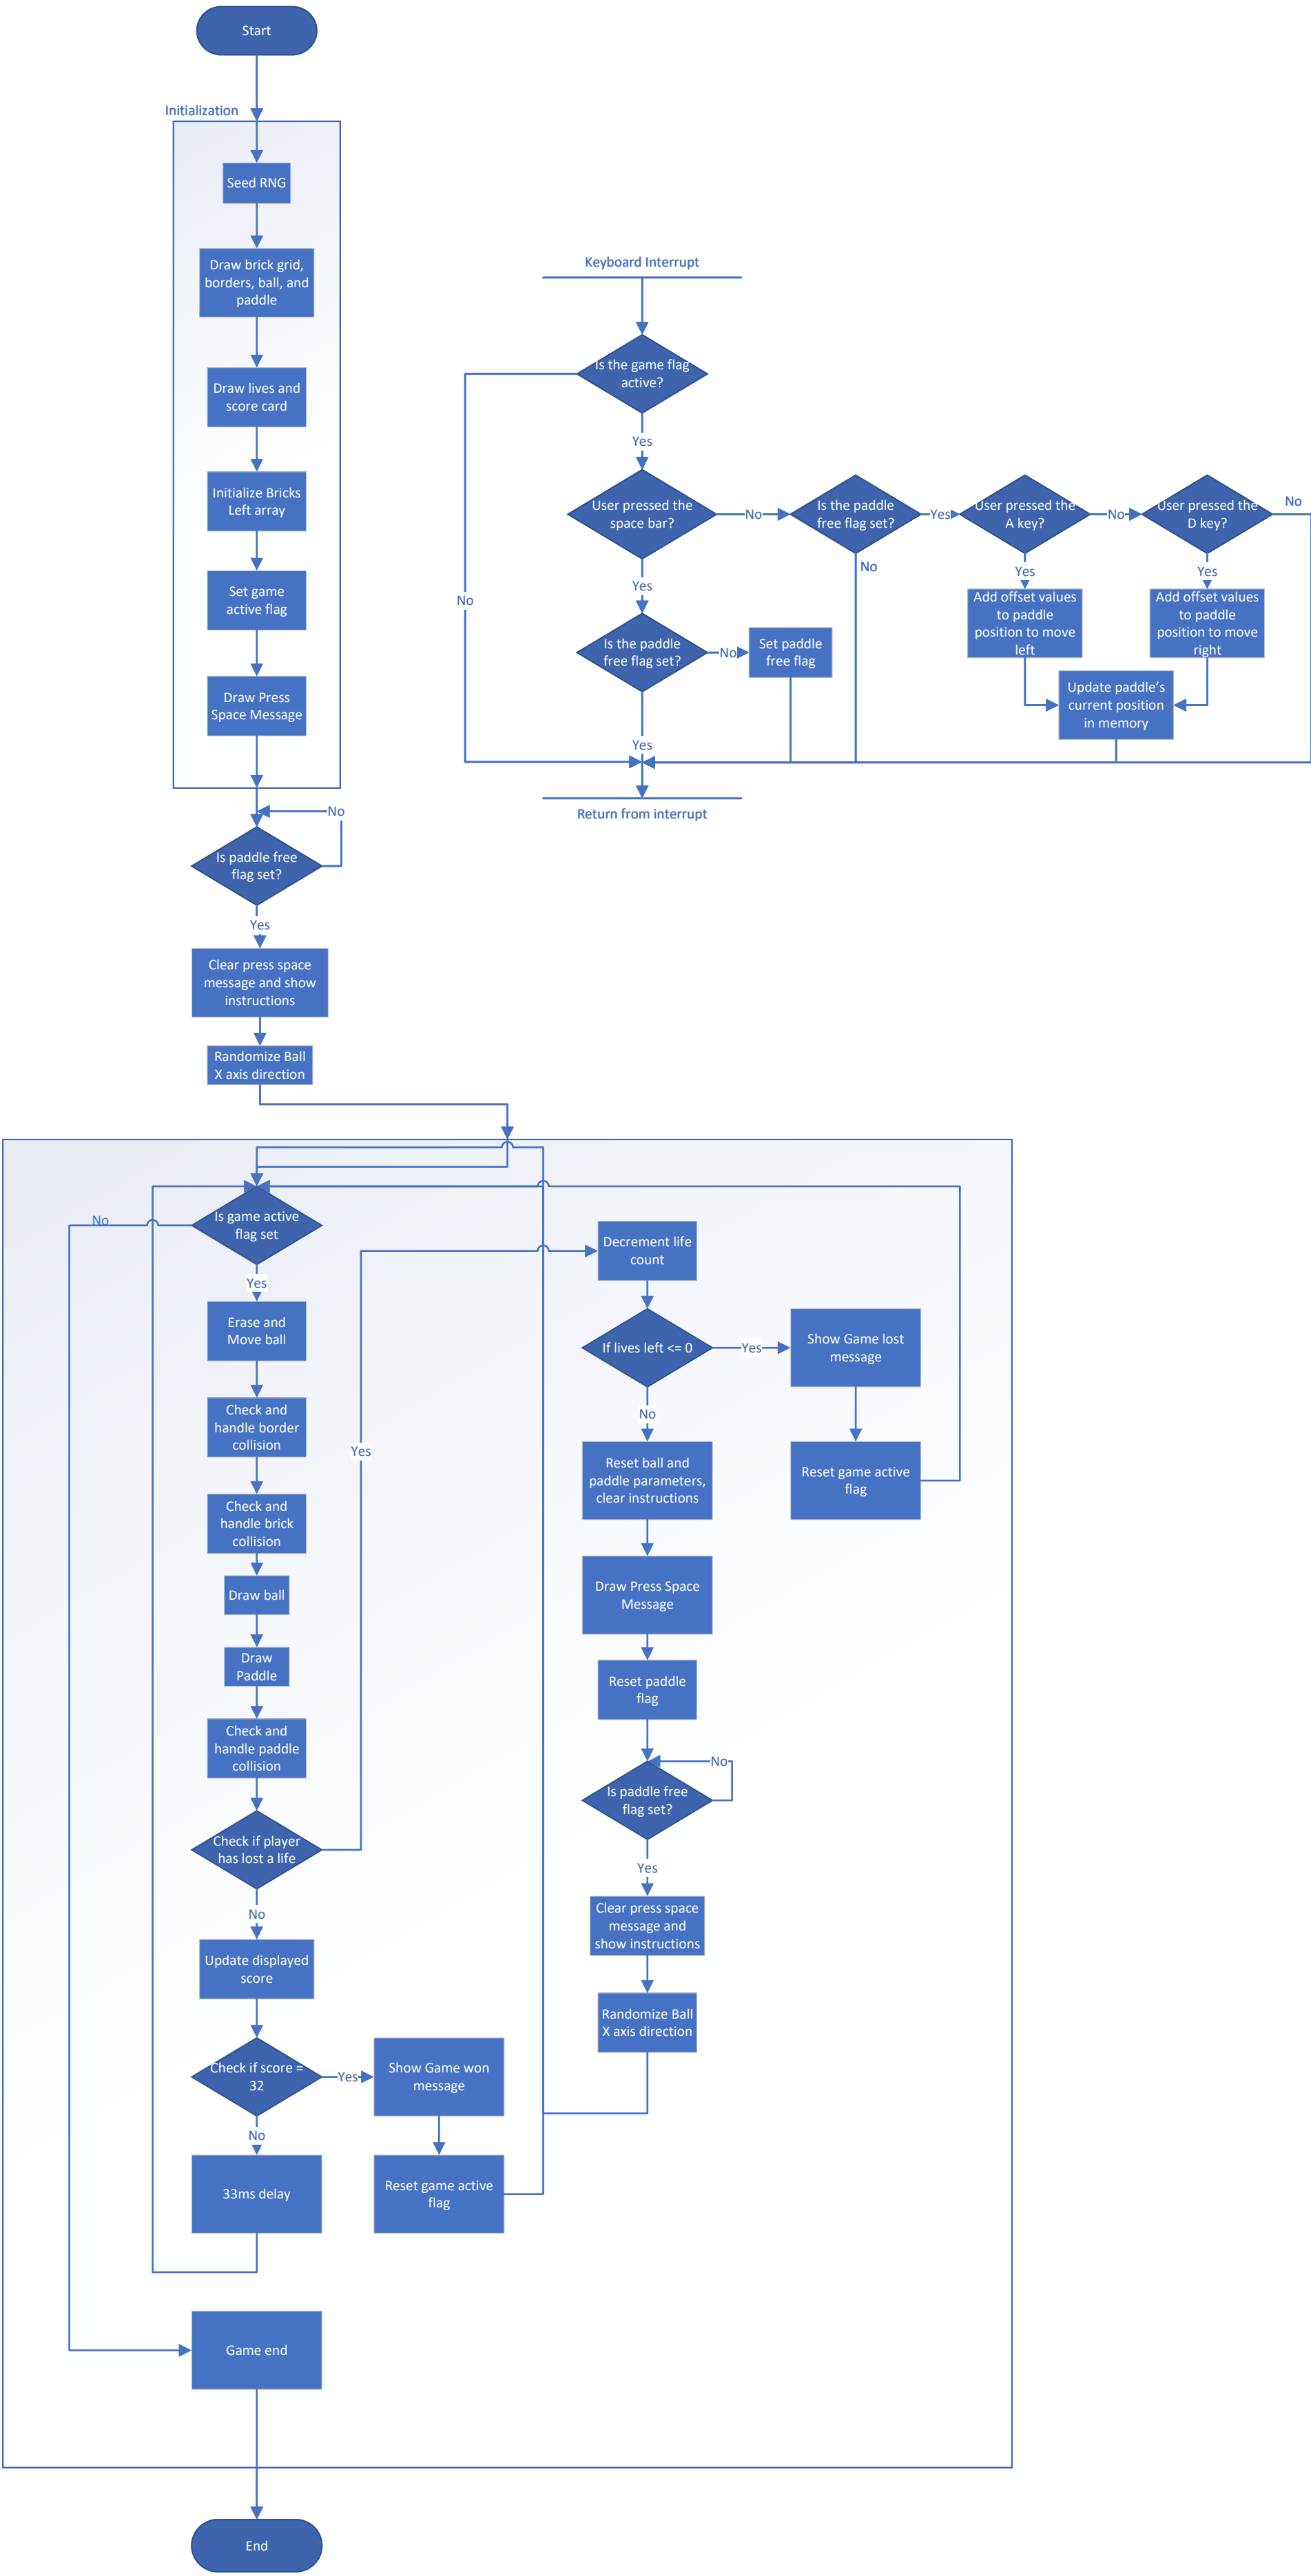 Start
Initialization
Seed RNG
Draw brick grid,
borders, ball, and
paddle
Draw lives and
score card
Initialize Bricks
Left array
Set game
active flag
Draw Press
Space Message
No
Is paddle free
flag set?
Yes
Clear press space
message and show
instructions
Randomize Ball
X axis direction
Keyboard Interrupt
Is the game flag
active?
Yes
No
User pressed the
space bar?
No
Is the paddle
free flag set?
Yes
User pressed the
A key?
No
User pressed the
D key?
No
Yes
No
Yes
Yes
Is the paddle
free flag set?
No
Set paddle
free flag
Add offset values
to paddle
position to move
left
Add offset values
to paddle
position to move
right
Update paddle's
current position
in memory
Yes
Return from interrupt
Is game active
flag set
No
Yes
Erase and
Move ball
Check and
handle border
collision
Check and
handle brick
collision
Draw ball
Draw
Paddle
Check and
handle paddle
collision
Check if player
has lost a life
Yes
No
Update displayed
score
Check if score =
32
Yes
Show Game won
message
Reset game active
flag
No
33ms delay
Decrement life
count
If lives left <= 0
Yes
Show Game lost
message
Reset game active
flag
No
Reset ball and
paddle parameters,
clear instructions
Draw Press Space
Message
Reset paddle
flag
No
Is paddle free
flag set?
Yes
Clear press space
message and
show instructions
Randomize Ball
X axis direction
Game end
End